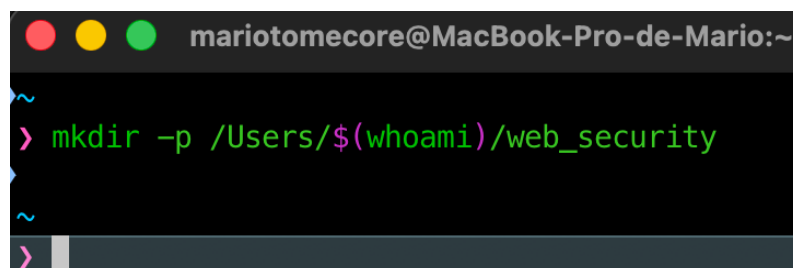 mariotomecore@MacBook-Pro-de-Mario:~
~
❯ mkdir -p /Users/$(whoami)/web_security
~
❯